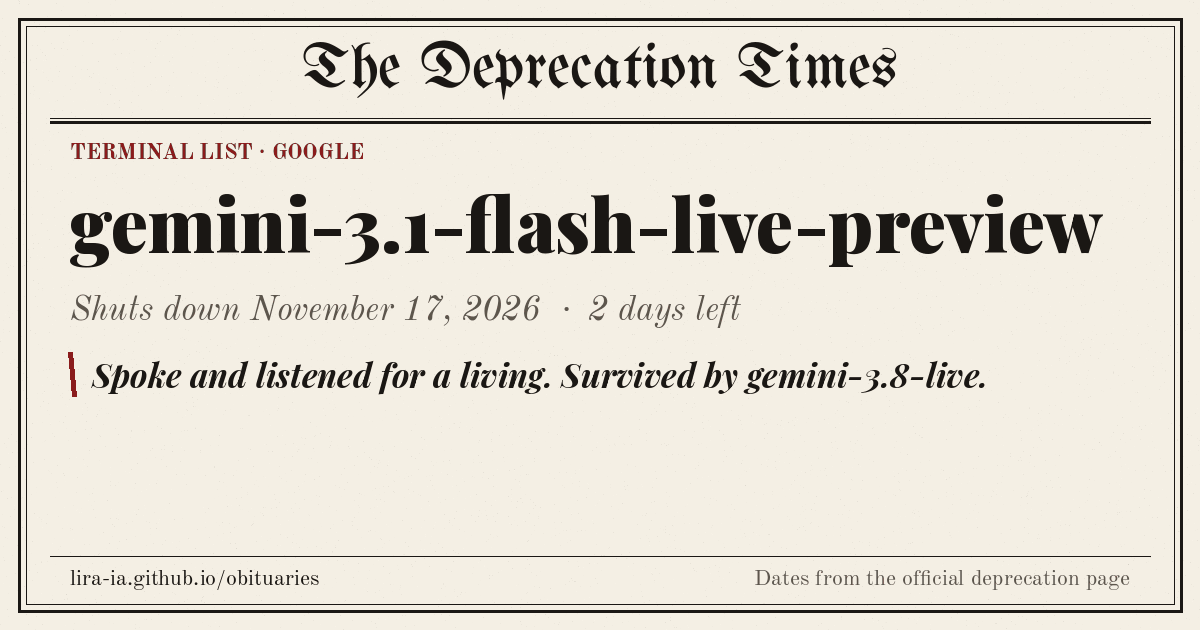 The Deprecation Times
TERMINAL LIST · GOOGLE
gemini-3.1-flash-live-preview
Shuts down November 17, 2026 · 2 days left
Spoke and listened for a living. Survived by gemini-3.8-live.
lira-ia.github.io/obituaries
Dates from the official deprecation page